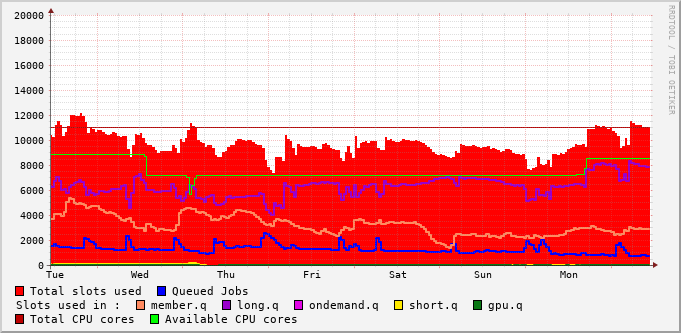 20000
18000
16000
14000
12000
10000
8000
6000
4000
2000
0
Tue Wed Thu Fri Sat Sun Mon
Total slots used Queued Jobs
Slots used in : member.q long.q ondemand.q short.q gpu.q
Total CPU cores Available CPU cores
RRDTOOL / TOBI OETIKER